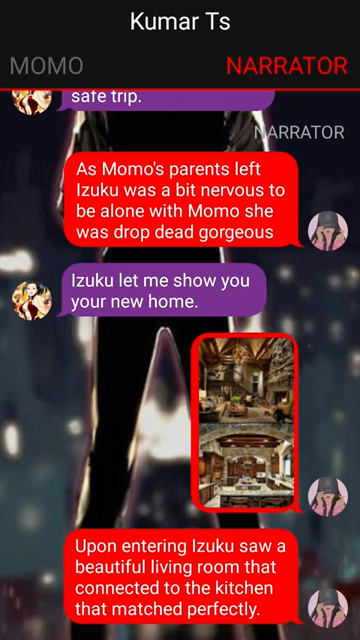 Kumar Ts
MOMO
NARRATOR
safe trip.
NARRATOR
As Momo's parents left
Izuku was a bit nervous to
be alone with Momo she
was drop dead gorgeous
Izuku let me show you
your new home.
Upon entering Izuku saw a
beautiful living room that
connected to the kitchen
that matched perfectly.